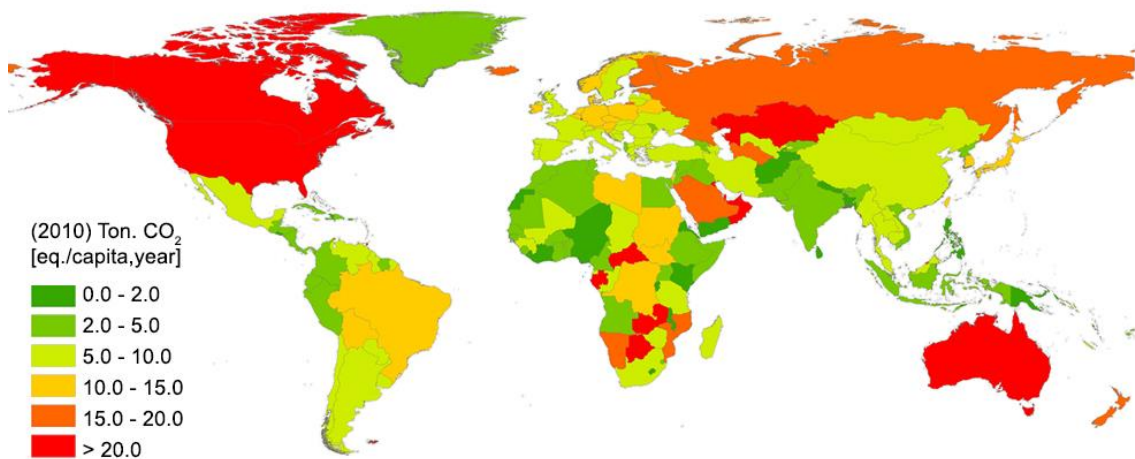 (2010) Ton. CO₂
[eq./capita,year]
0.0 - 2.0
2.0 - 5.0
5.0 - 10.0
10.0 - 15.0
15.0 - 20.0
> 20.0